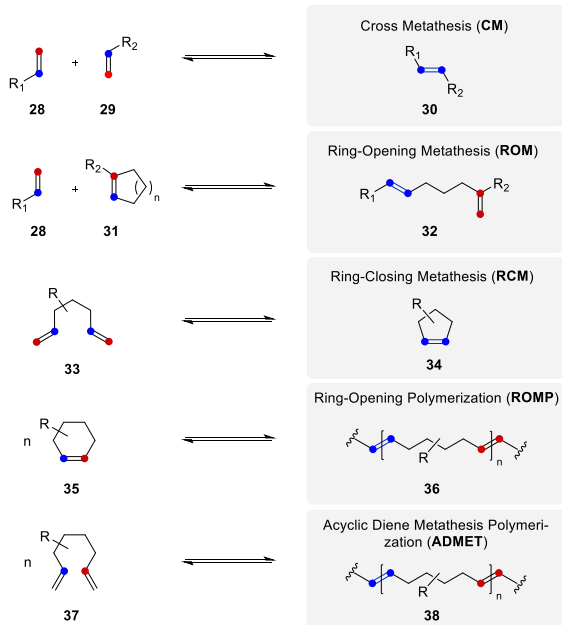 Cross Metathesis (CM)
R1 + R2
R1
R2
28 29 30
Ring-Opening Metathesis (ROM)
R1 + R2 ( ) n
R1 R2
28 31 32
Ring-Closing Metathesis (RCM)
R
R
33 34
Ring-Opening Polymerization (ROMP)
n R
R n
35 36
Acyclic Diene Metathesis Polymeri-
zation (ADMET)
n R
R n
37 38